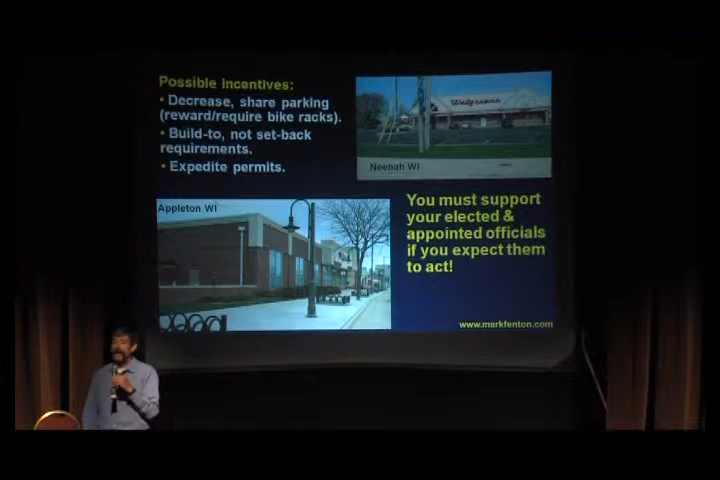 Possible Incentives:
• Decrease, share parking
(reward/require bike racks).
• Build-to, not set-back
requirements.
• Expedite permits.
Walgreens
Neenah WI
Appleton WI
You must support
your elected &
appointed officials
if you expect them
to act!
www.markfenton.com